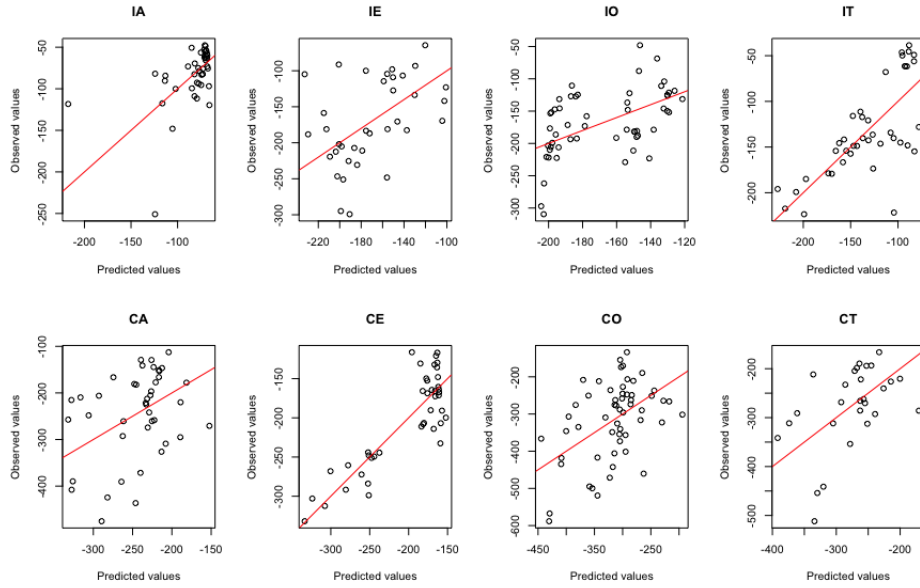 IA IE IO IT
-50 -100 -150 -200 -250
-50 -100 -150 -200 -250 -300
-50 -100 -150 -200 -250 -300
-50 -100 -150 -200
Observed values Observed values Observed values Observed values
-200 -150 -100
-220 -180 -140 -100
-200 -180 -160 -140 -120
-200 -150 -100
Predicted values Predicted values Predicted values Predicted values
CA CE CO CT
-100 -200 -300 -400
-150 -200 -250 -300
-200 -300 -400 -500 -600
-200 -300 -400 -500
Observed values Observed values Observed values Observed values
-300 -250 -200 -150
-300 -250 -200 -150
-450 -350 -250
-400 -300 -200
Predicted values Predicted values Predicted values Predicted values